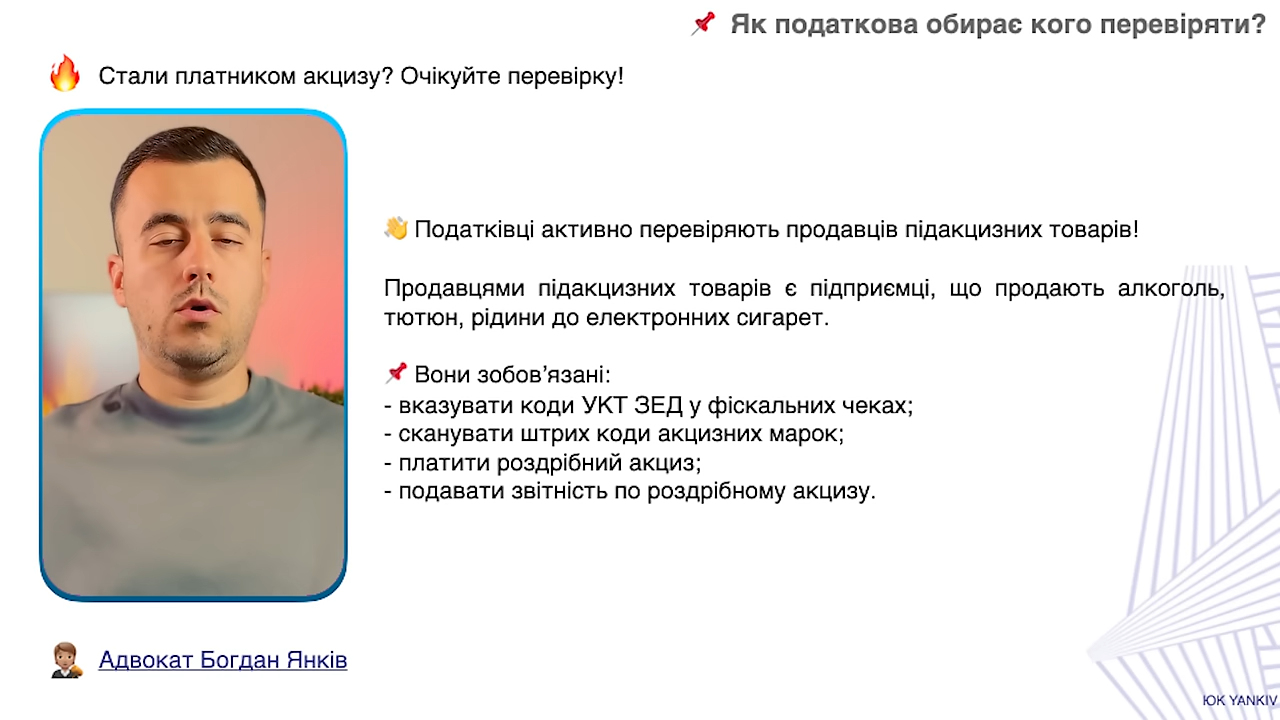 Як податкова обирає кого перевіряти?
Стали платником акцизу? Очікуйте перевірку!
Податківці активно перевіряють продавців підакцизних товарів!
Продавцями підакцизних товарів є підприємці, що продають алкоголь,
тютюн, рідини до електронних сигарет.
Вони зобов’язані:
- вказувати коди УКТ ЗЕД у фіскальних чеках;
- сканувати штрих коди акцизних марок;
- платити роздрібний акциз;
- подавати звітність по роздрібному акцизу.
Адвокат Богдан Янків
ЮК YANKIV